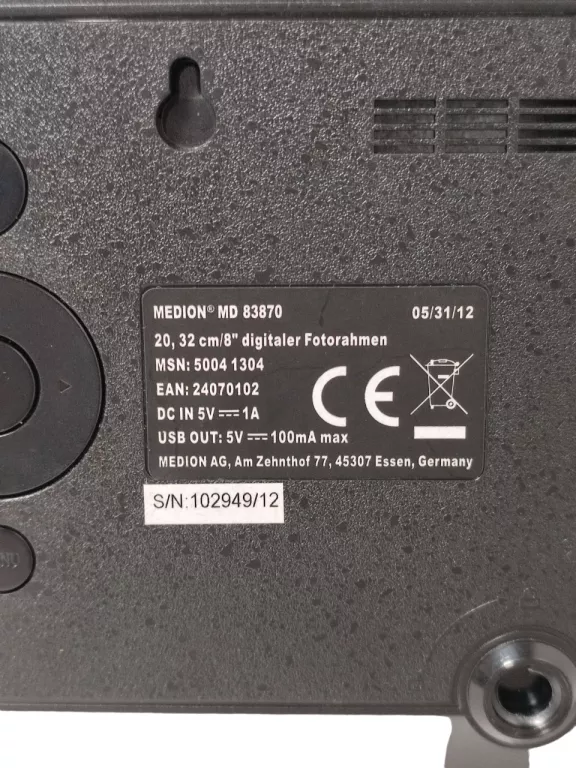 MEDION® MD 83870 05/31/12
20, 32 cm/8" digitaler Fotorahmen
MSN: 5004 1304
EAN: 24070102
DC IN 5V ⎓ 1A
USB OUT: 5V ⎓ 100mA max
MEDION AG, Am Zehnthof 77, 45307 Essen, Germany
CE
S/N:102949/12